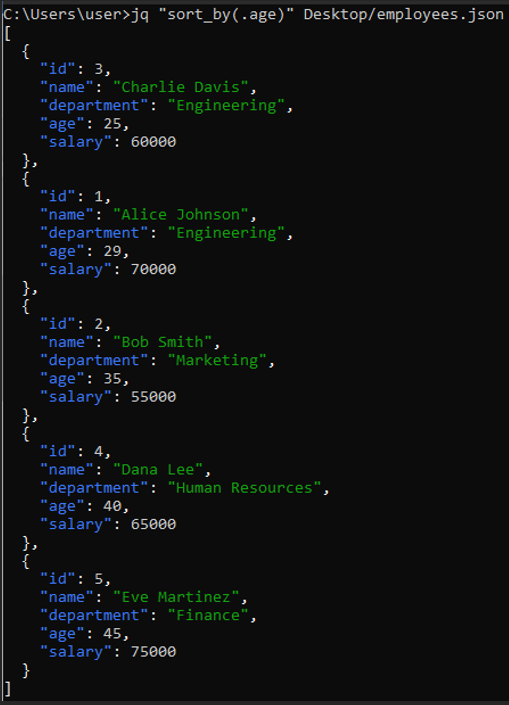 C:\Users\user>jq "sort_by(.age)" Desktop/employees.json
[
  {
    "id": 3,
    "name": "Charlie Davis",
    "department": "Engineering",
    "age": 25,
    "salary": 60000
  },
  {
    "id": 1,
    "name": "Alice Johnson",
    "department": "Engineering",
    "age": 29,
    "salary": 70000
  },
  {
    "id": 2,
    "name": "Bob Smith",
    "department": "Marketing",
    "age": 35,
    "salary": 55000
  },
  {
    "id": 4,
    "name": "Dana Lee",
    "department": "Human Resources",
    "age": 40,
    "salary": 65000
  },
  {
    "id": 5,
    "name": "Eve Martinez",
    "department": "Finance",
    "age": 45,
    "salary": 75000
  }
]